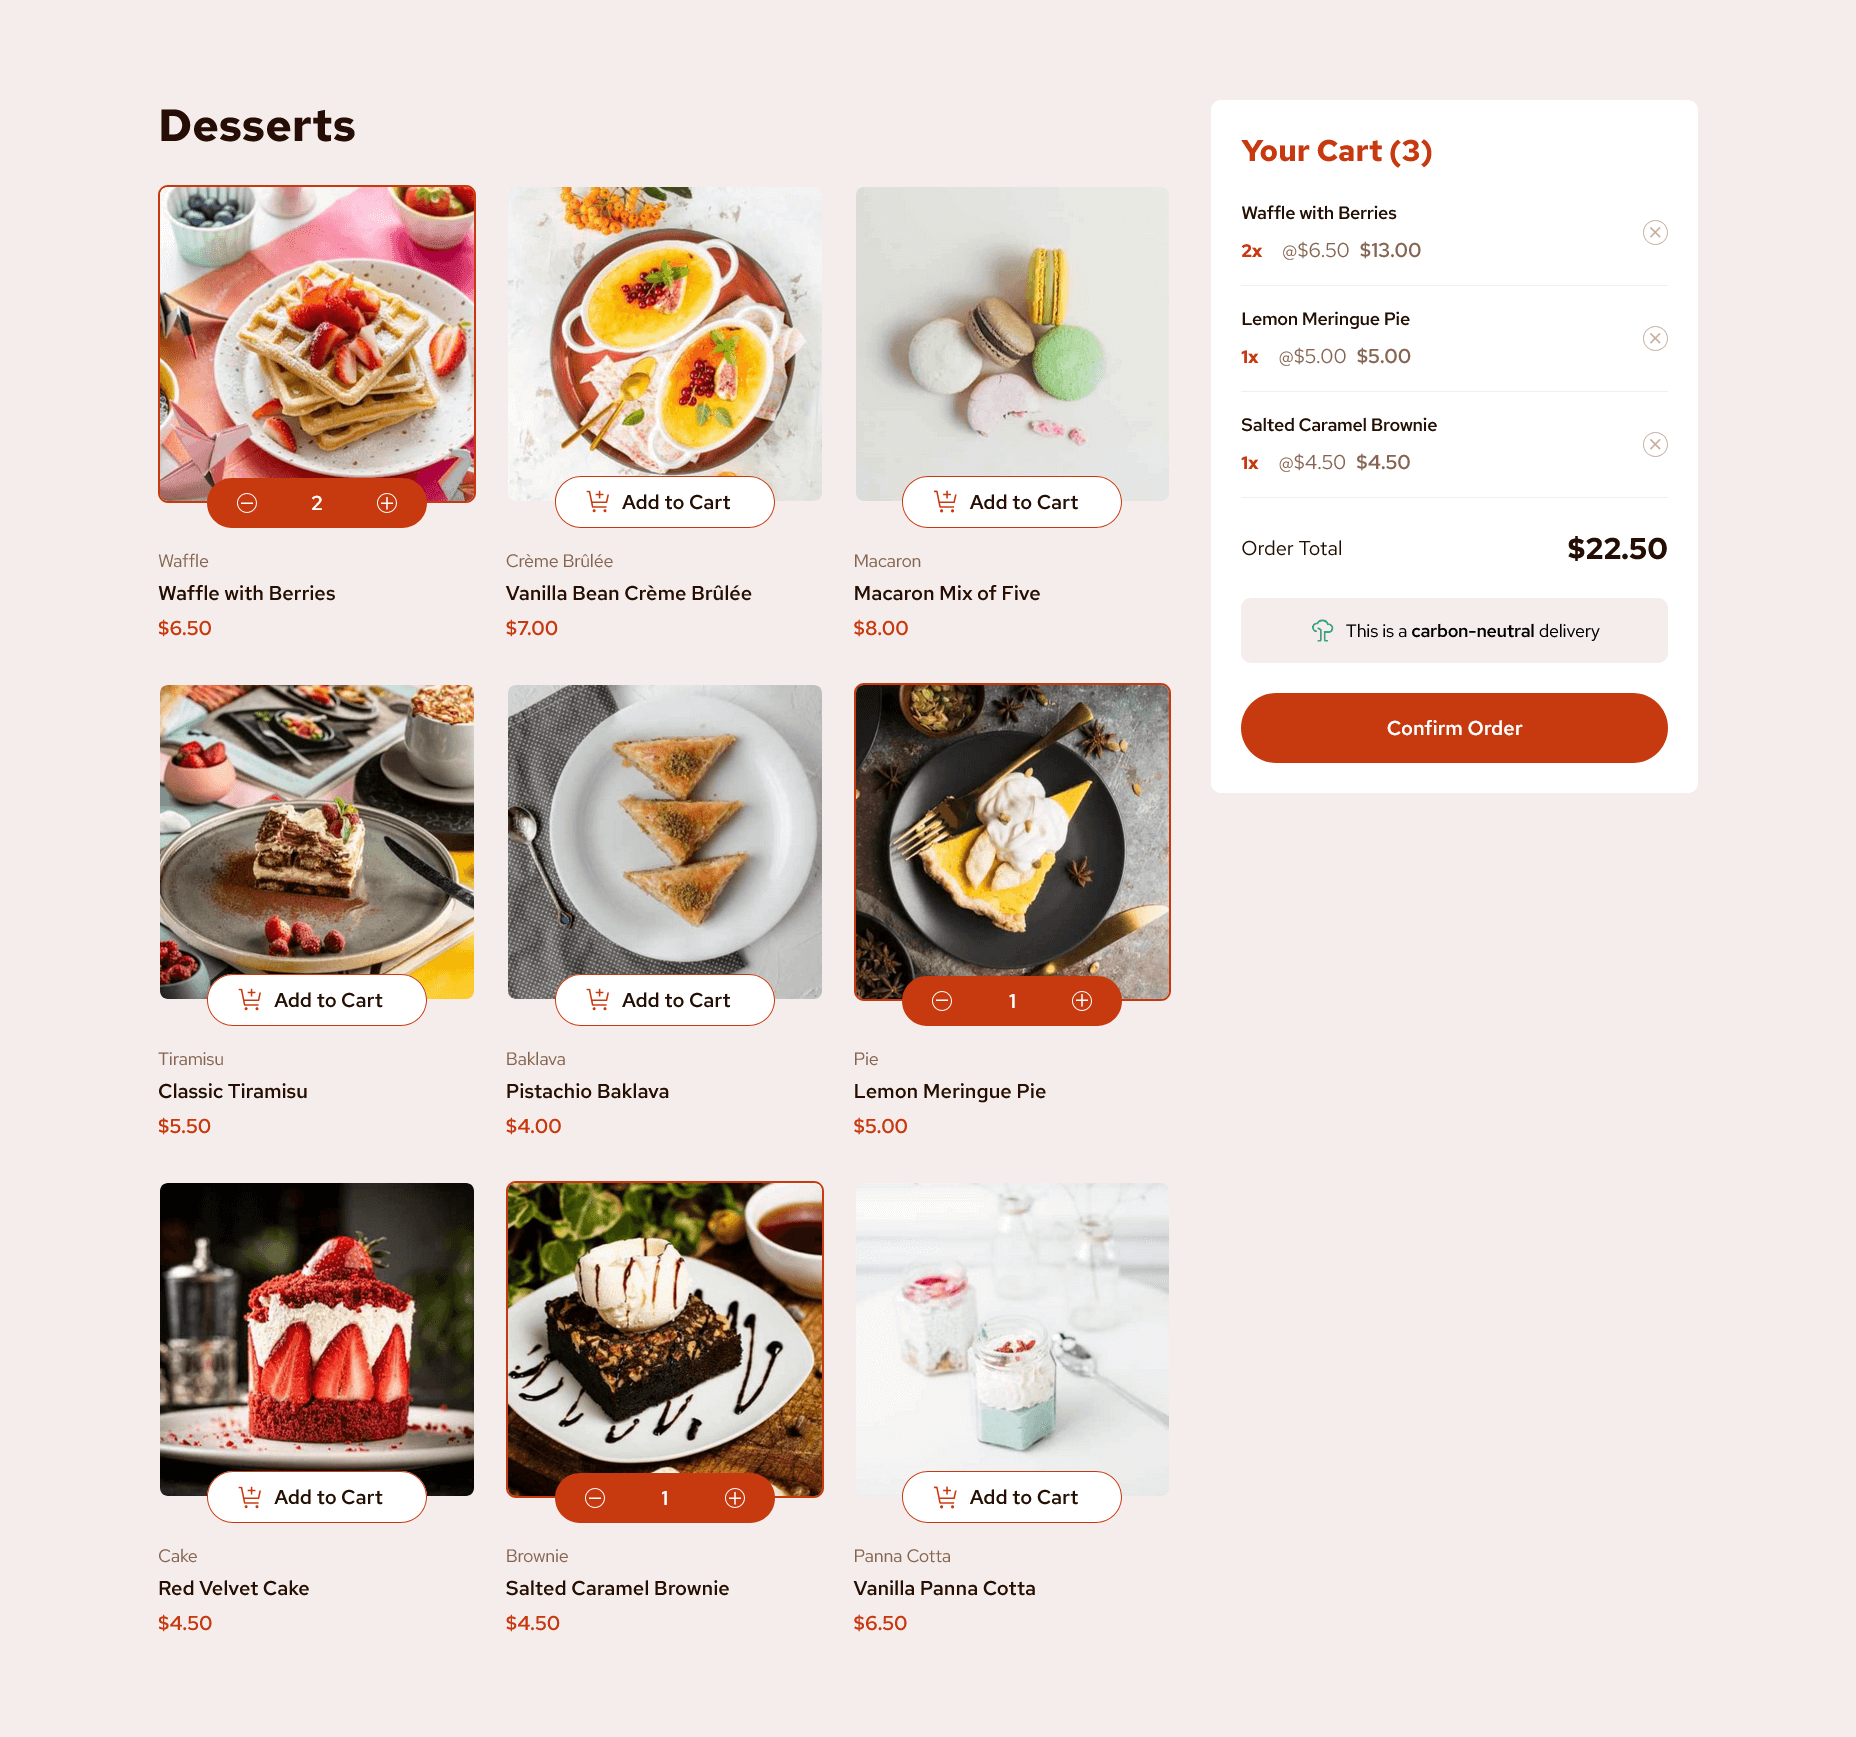 Desserts
2
Add to Cart
Add to Cart
Waffle
Crème Brûlée
Macaron
Waffle with Berries
Vanilla Bean Crème Brûlée
Macaron Mix of Five
$6.50
$7.00
$8.00
Add to Cart
Add to Cart
1
Tiramisu
Baklava
Pie
Classic Tiramisu
Pistachio Baklava
Lemon Meringue Pie
$5.50
$4.00
$5.00
Add to Cart
1
Add to Cart
Cake
Brownie
Panna Cotta
Red Velvet Cake
Salted Caramel Brownie
Vanilla Panna Cotta
$4.50
$4.50
$6.50
Your Cart (3)
Waffle with Berries
2x @$6.50 $13.00
Lemon Meringue Pie
1x @$5.00 $5.00
Salted Caramel Brownie
1x @$4.50 $4.50
Order Total $22.50
This is a carbon-neutral delivery
Confirm Order